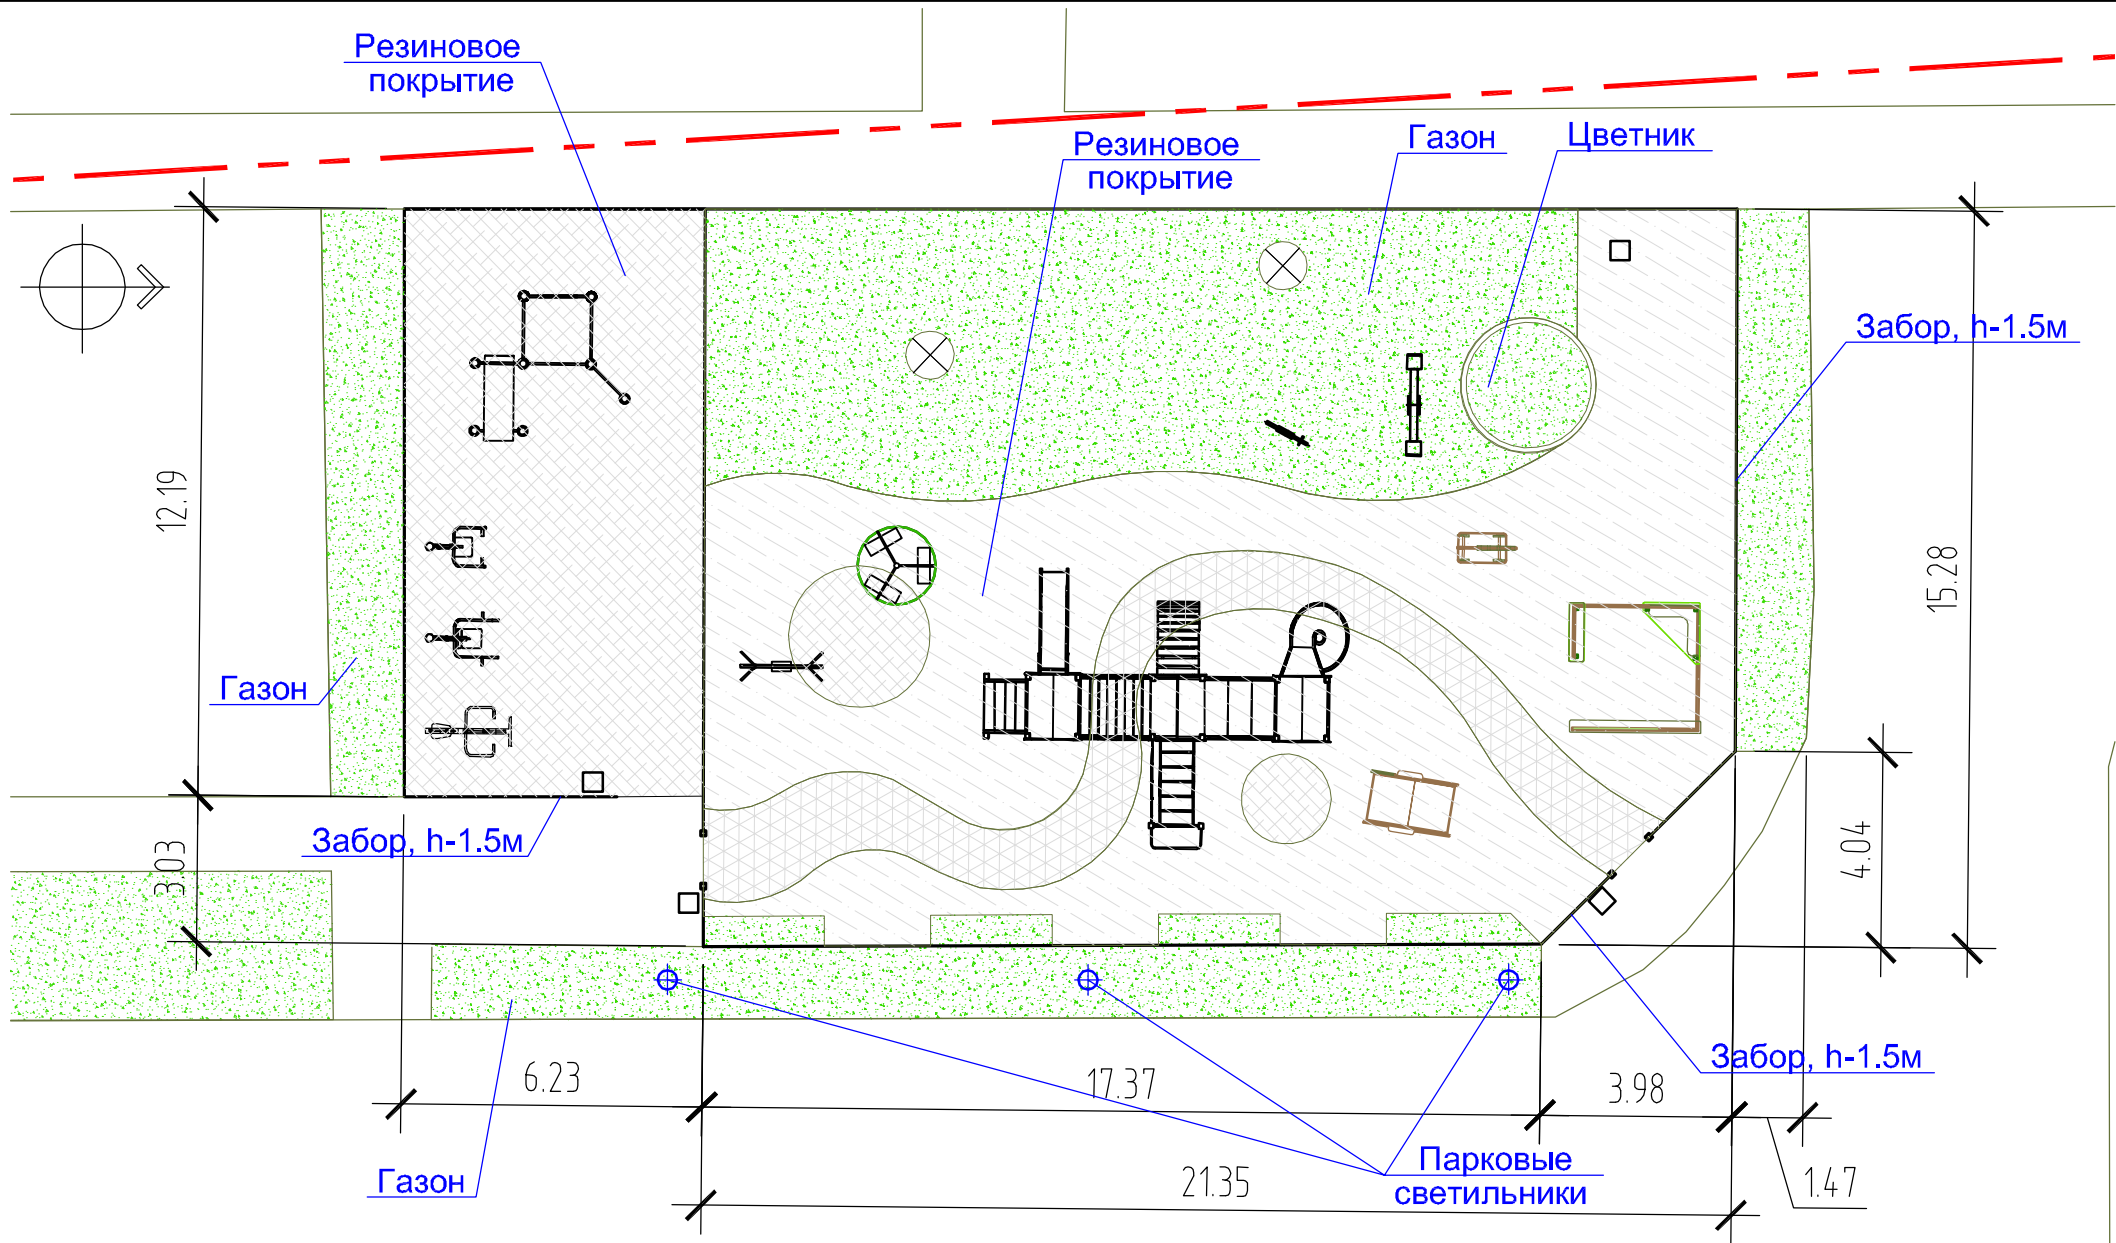 Резиновое
покрытие
Резиновое
покрытие
Газон
Цветник
Забор, h-1.5м
12.19
15.28
Газон
Забор, h-1.5м
3.03
4.04
Забор, h-1.5м
6.23
17.37
3.98
Газон
21.35
Парковые
светильники
1.47